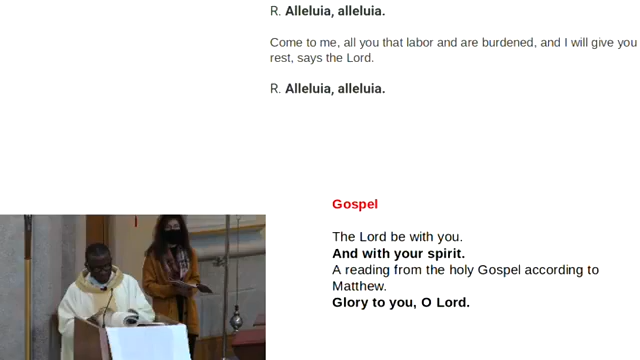 R. Alleluia, alleluia.
Come to me, all you that labor and are burdened, and I will give you
rest, says the Lord.
R. Alleluia, alleluia.
Gospel
The Lord be with you.
And with your spirit.
A reading from the holy Gospel according to
Matthew.
Glory to you, O Lord.